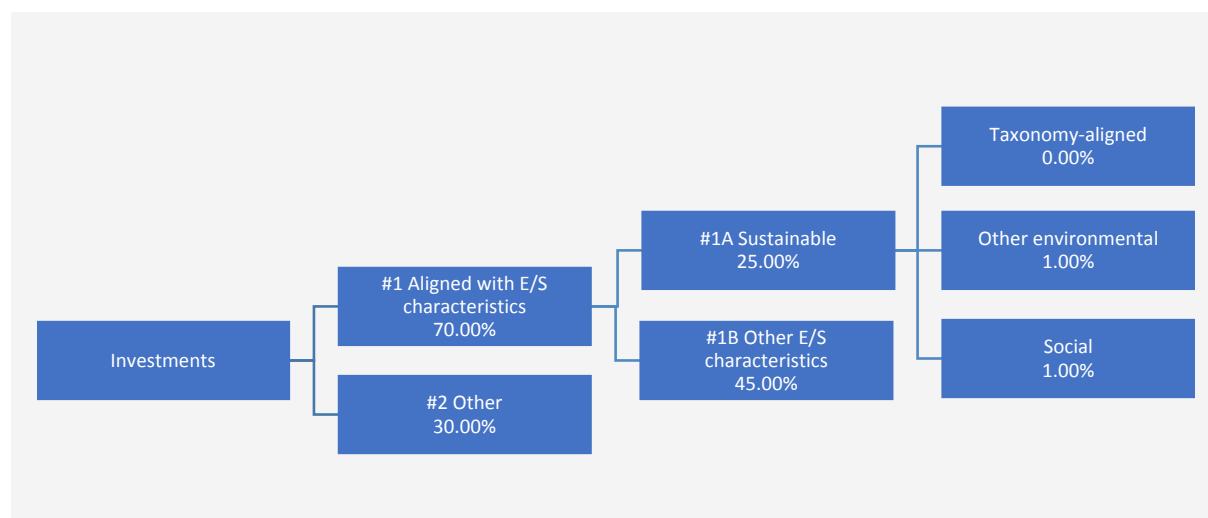 Investments
#1 Aligned with E/S
characteristics
70.00%
#2 Other
30.00%
#1A Sustainable
25.00%
#1B Other E/S
characteristics
45.00%
Taxonomy-aligned
0.00%
Other environmental
1.00%
Social
1.00%